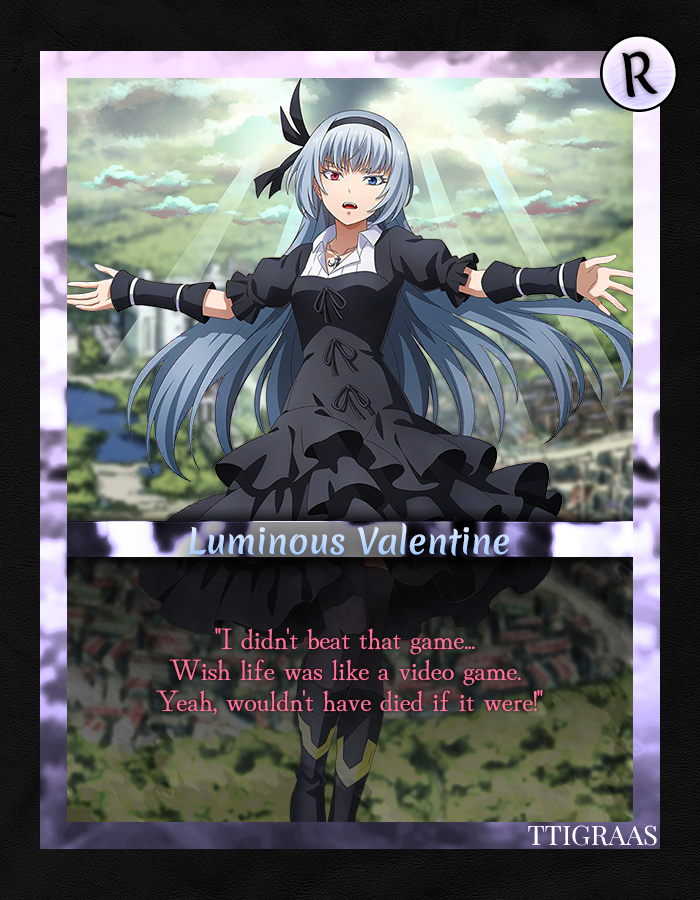 R
Luminous Valentine
"I didn't beat that game...
Wish life was like a video game.
Yeah, wouldn't have died if it were!"
TTIGRAAS